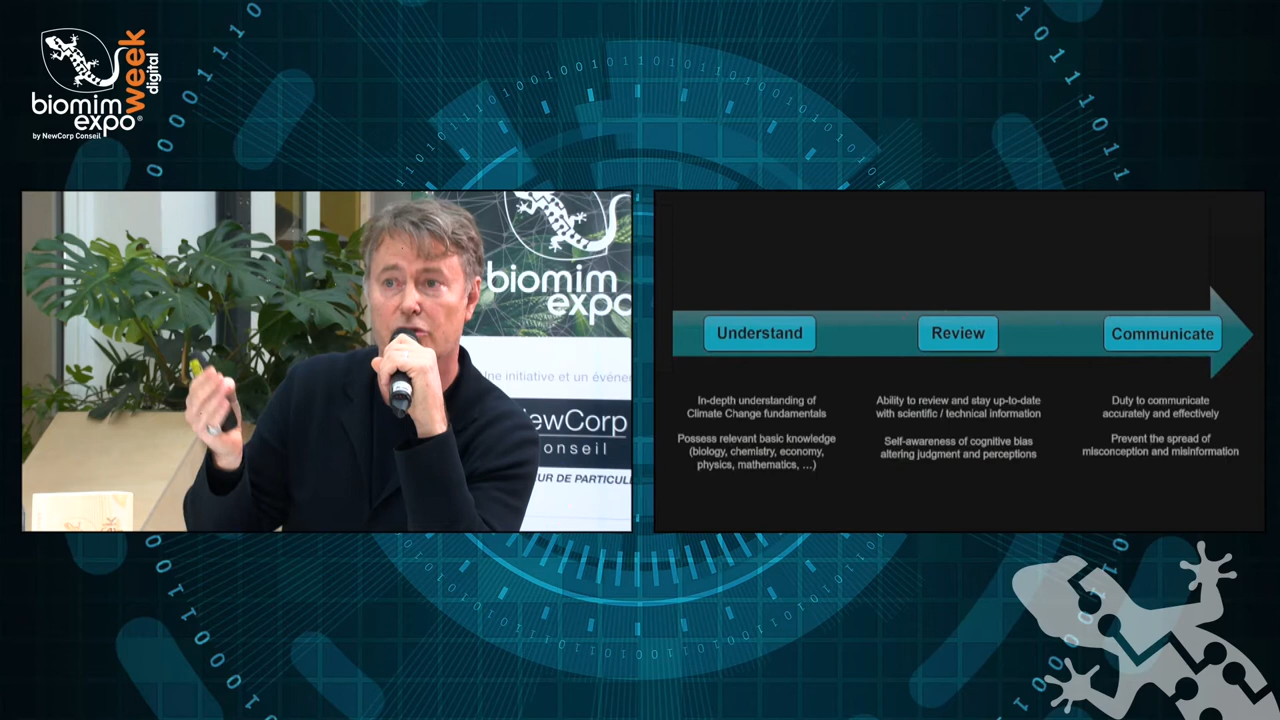 biomim
expo®
week
digital
by NewCorp Conseil
biomim
expo
Une initiative et un événe
ewCorp
onseil
UR DE PARTICUL
week
Understand
Review
Communicate
In-depth understanding of
Climate Change fundamentals
Possess relevant basic knowledge
(biology, chemistry, economy,
physics, mathematics, ...)
Ability to review and stay up-to-date
with scientific / technical information
Self-awareness of cognitive bias
altering judgment and perceptions
Duty to communicate
accurately and effectively
Prevent the spread of
misconception and misinformation